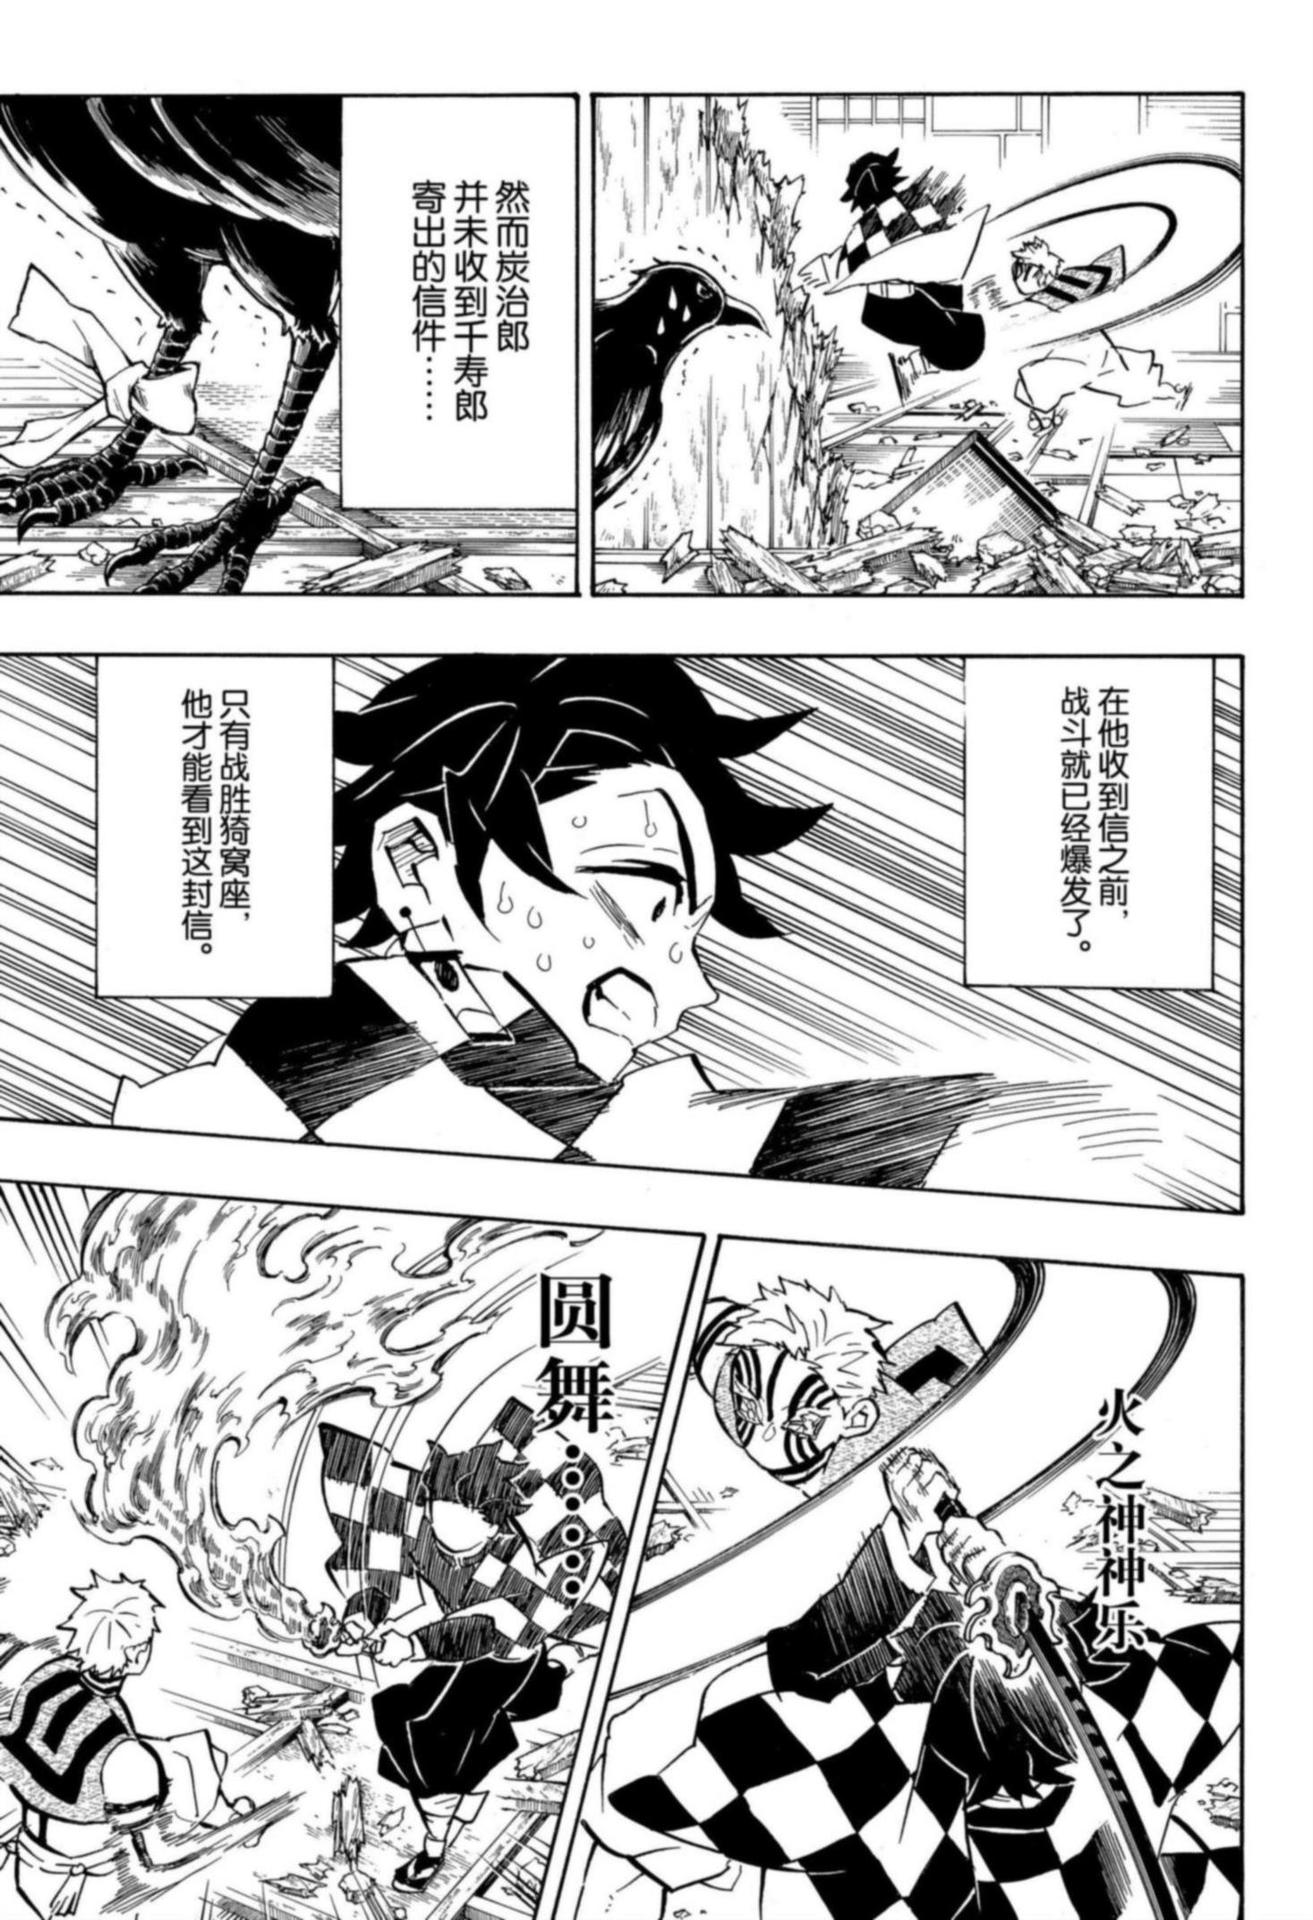 然而炭治郎
并未收到千寿郎
寄出的信件……
在他收到信之前，
战斗就已经爆发了。
只有战胜猗窝座，
他才能看到这封信。
火之神神乐
圆舞………